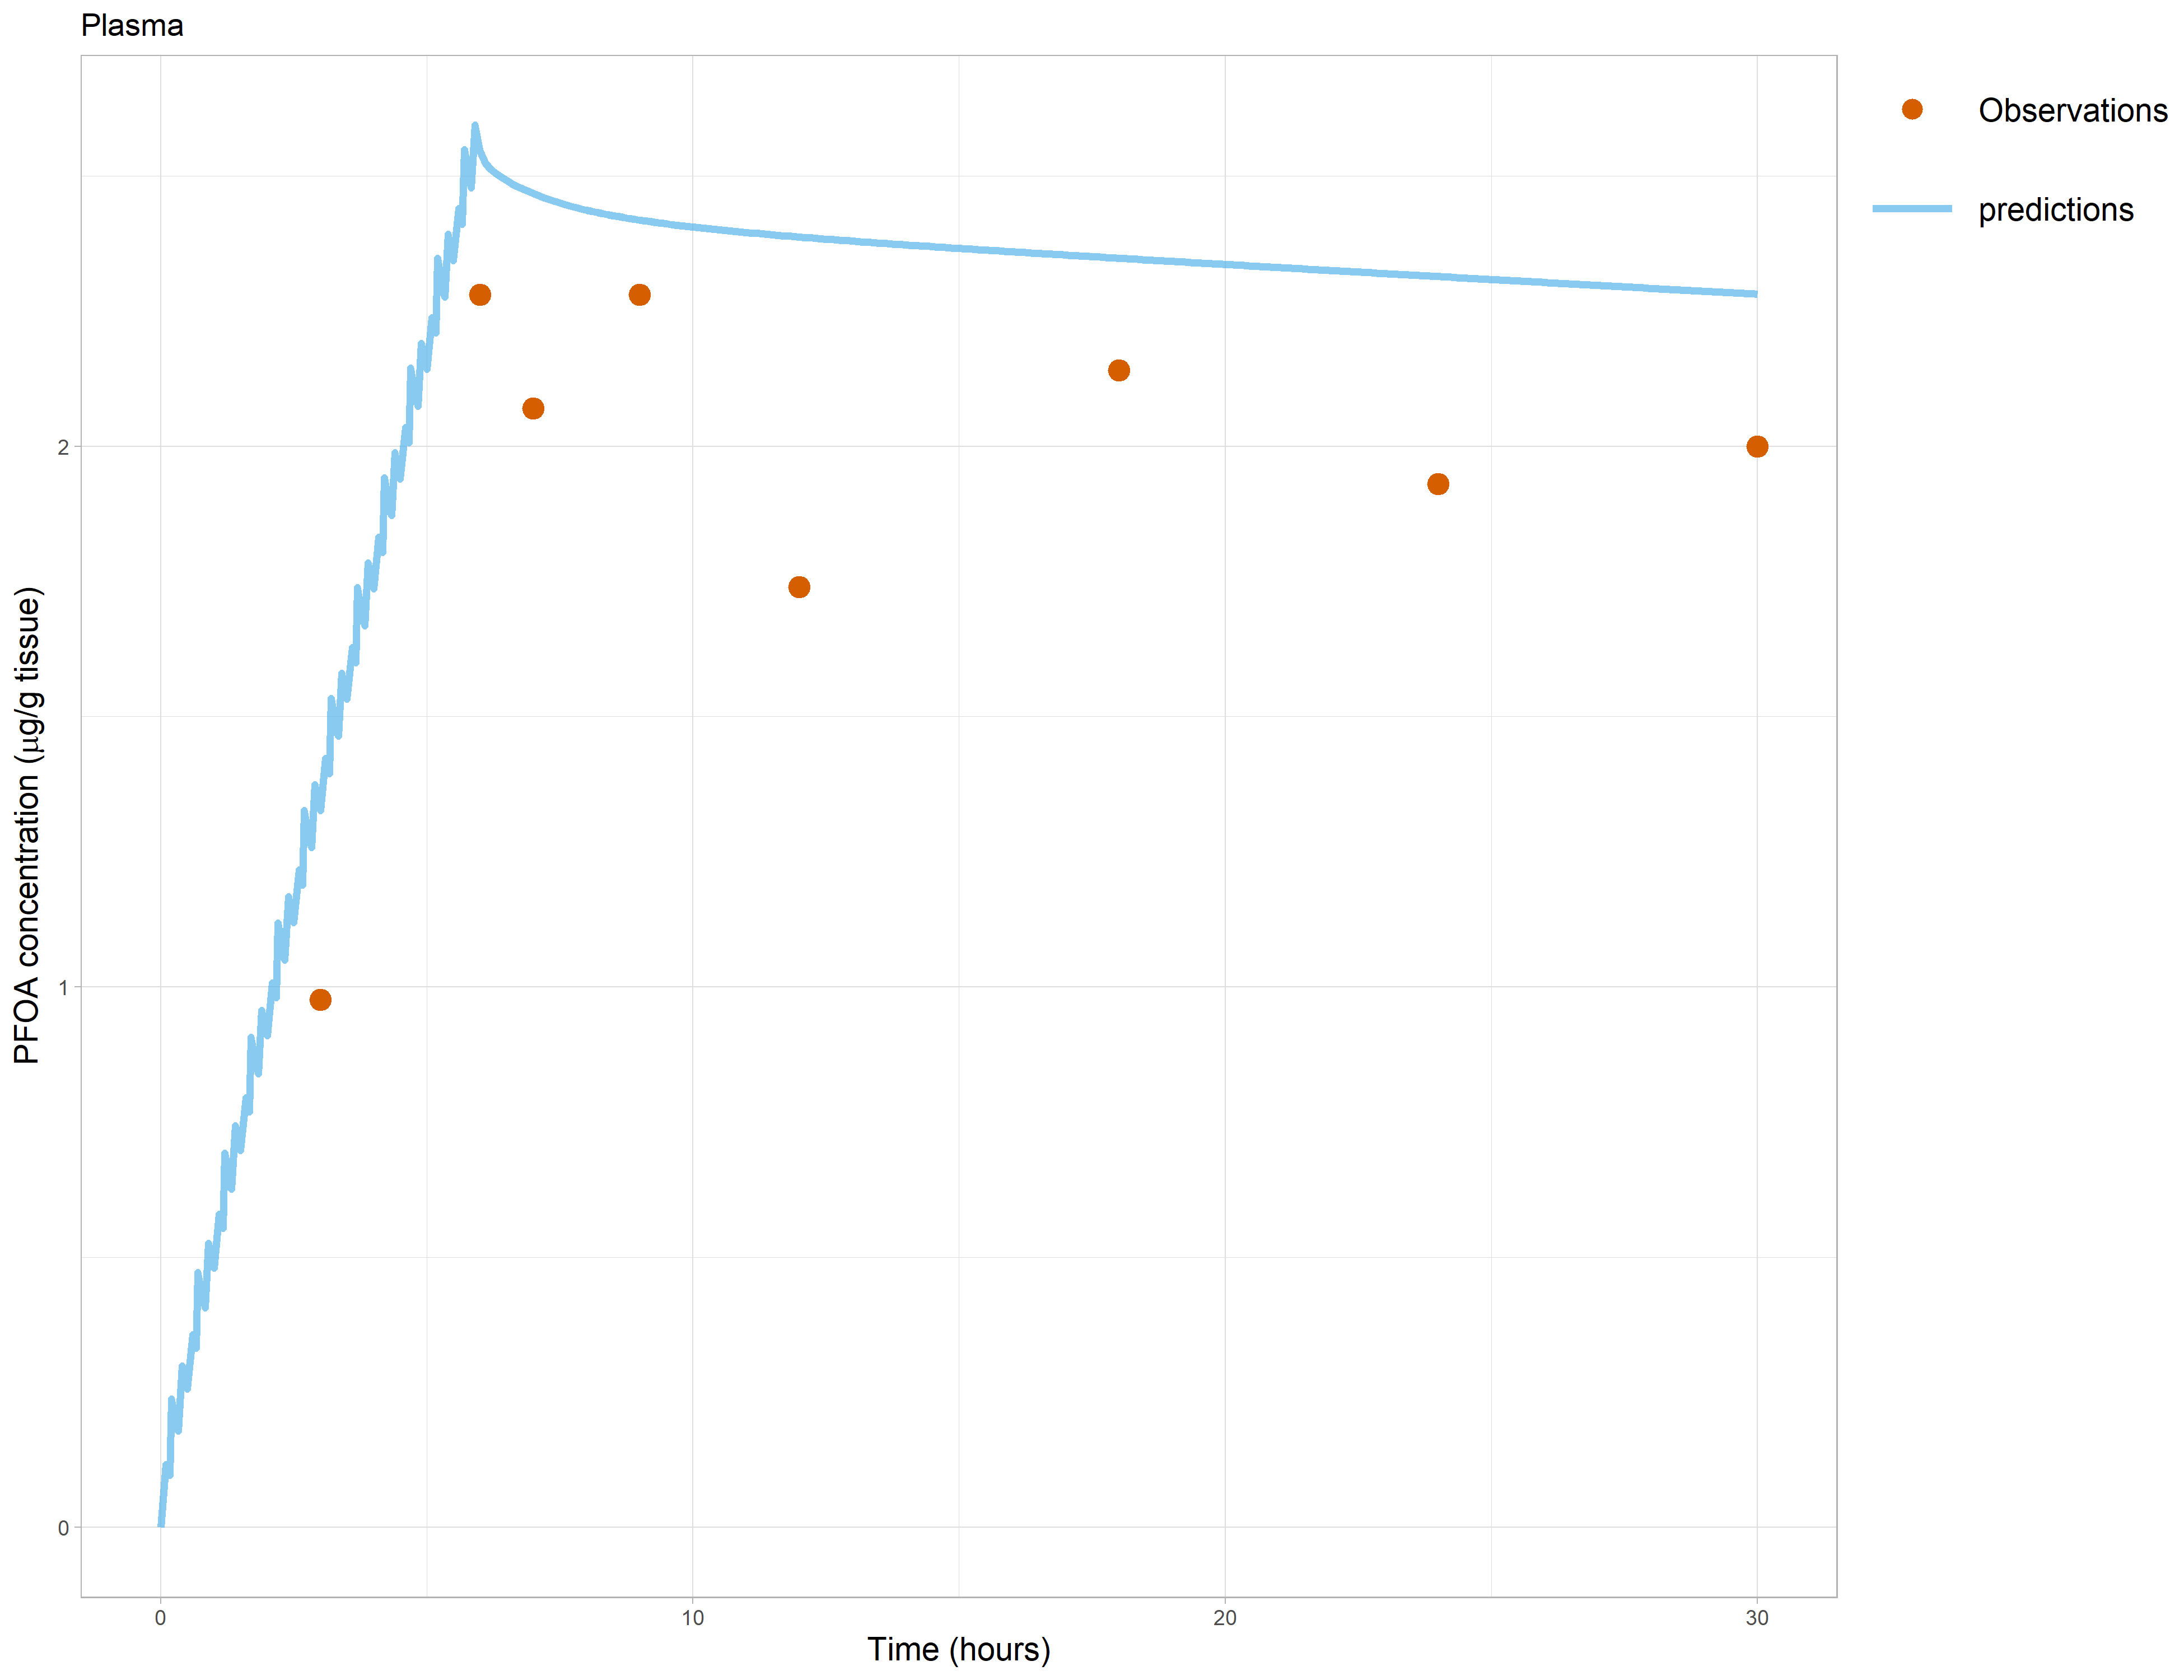 Plasma
Observations
predictions
PFOA concentration (μg/g tissue)
2
1
0
0 10 20 30
Time (hours)